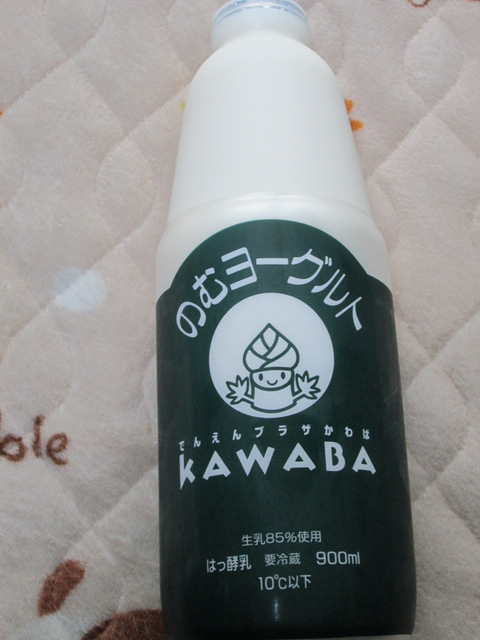 のむヨーグルト
でんえんプラザかわば
KAWABA
生乳85%使用
はっ酵乳 要冷蔵 900ml
10℃以下